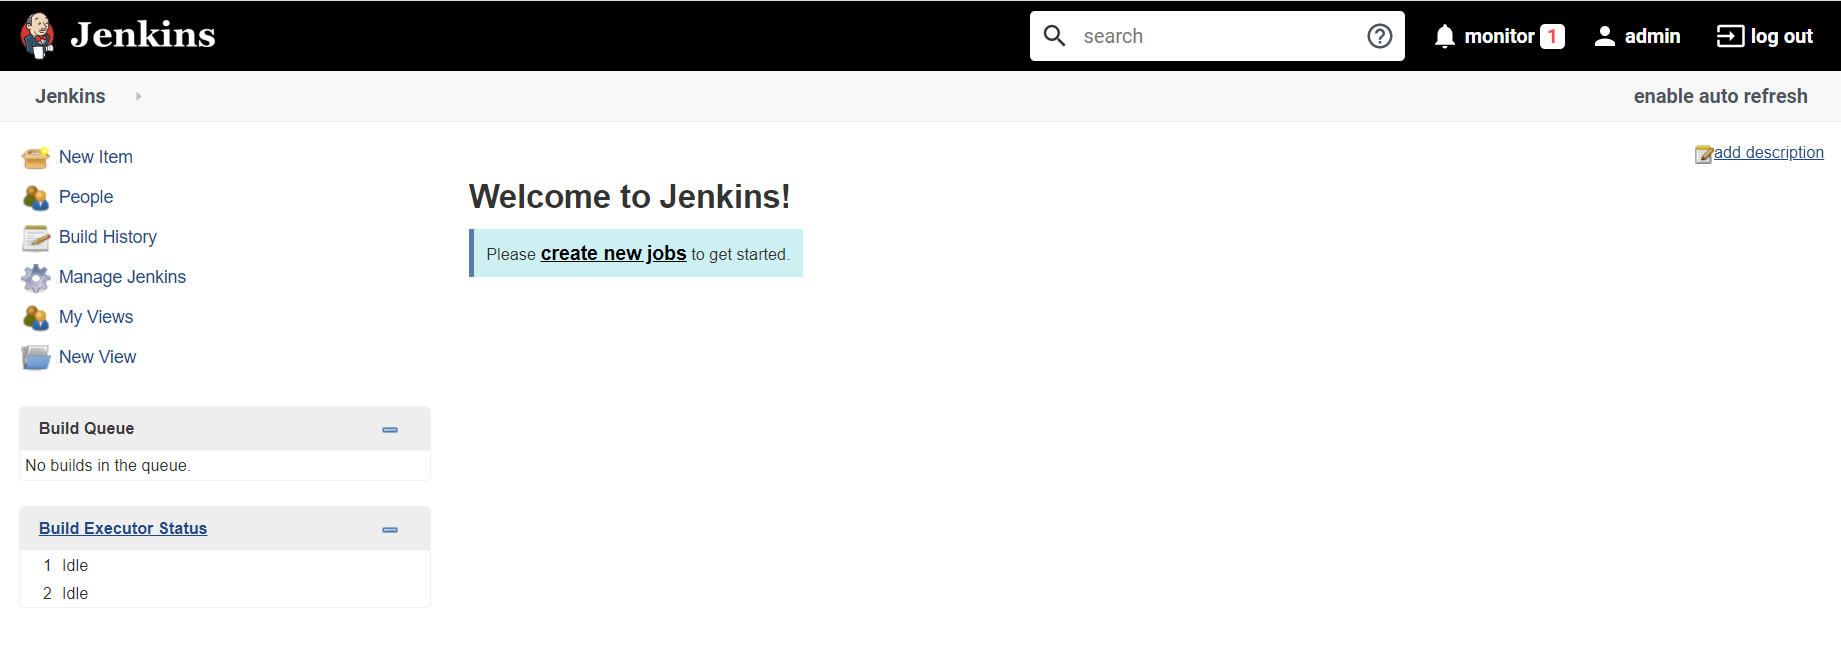 Jenkins
search
monitor 1
admin
log out
Jenkins
enable auto refresh
New Item
People
Build History
Manage Jenkins
My Views
New View
add description
Welcome to Jenkins!
Please create new jobs to get started.
Build Queue
No builds in the queue.
Build Executor Status
1 Idle
2 Idle